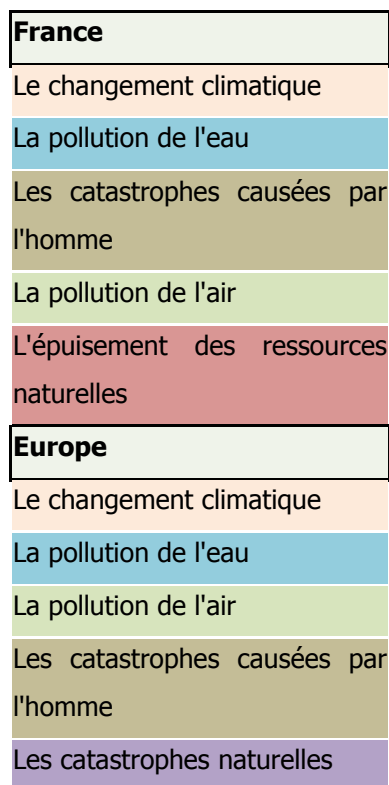 France
Le changement climatique
La pollution de l'eau
Les catastrophes causées par
l'homme
La pollution de l'air
L'épuisement des ressources
naturelles
Europe
Le changement climatique
La pollution de l'eau
La pollution de l'air
Les catastrophes causées par
l'homme
Les catastrophes naturelles